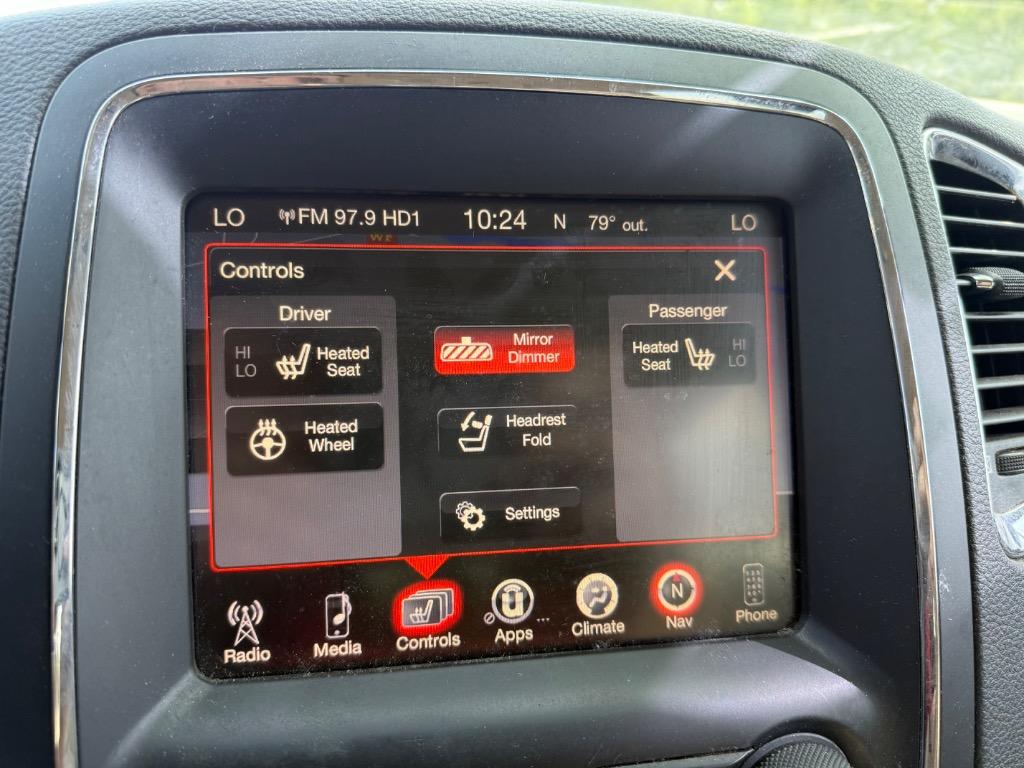 LO FM 97.9 HD1 10:24 N 79° out. LO
Controls
Driver
HI
LO
Heated
Seat
Heated
Wheel
Mirror
Dimmer
Headrest
Fold
Settings
Passenger
Heated
Seat
HI
LO
Radio
Media
Controls
Apps
...
Climate
N
Nav
Phone